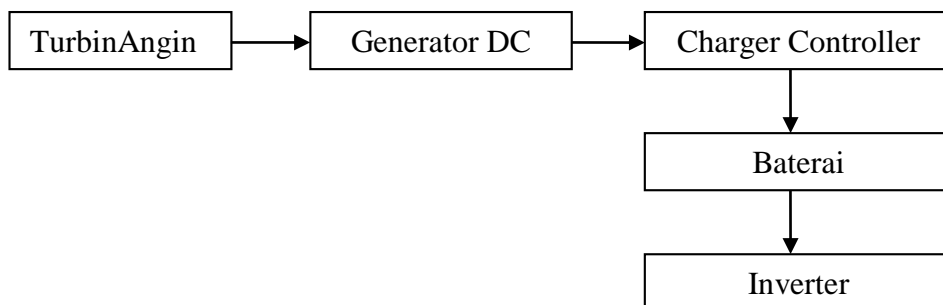 TurbinAngin
Generator DC
Charger Controller
Baterai
Inverter